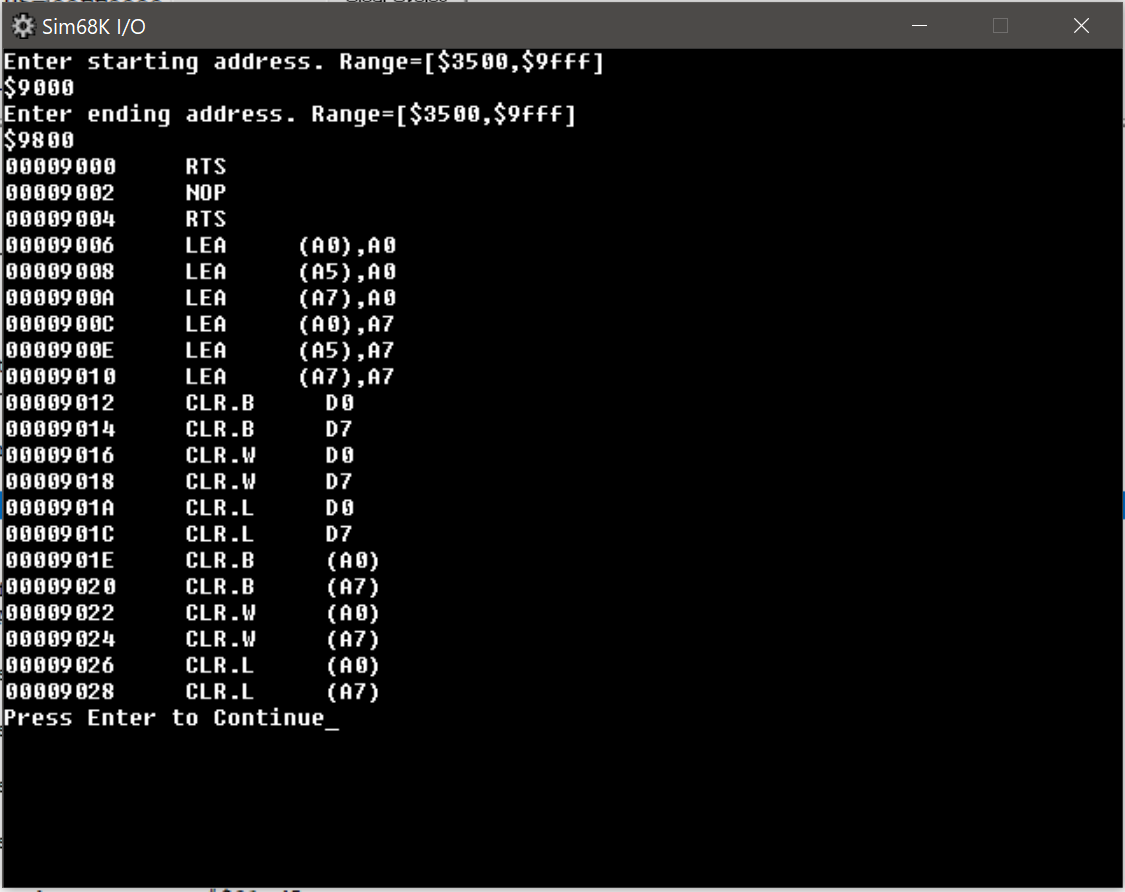 Sim68K I/O
Enter starting address. Range=[$3500,$9fff]
$9000
Enter ending address. Range=[$3500,$9fff]
$9800
00009000 RTS
00009002 NOP
00009004 RTS
00009006 LEA (A0),A0
00009008 LEA (A5),A0
0000900A LEA (A7),A0
0000900C LEA (A0),A7
0000900E LEA (A5),A7
00009010 LEA (A7),A7
00009012 CLR.B D0
00009014 CLR.B D7
00009016 CLR.W D0
00009018 CLR.W D7
0000901A CLR.L D0
0000901C CLR.L D7
0000901E CLR.B (A0)
00009020 CLR.B (A7)
00009022 CLR.W (A0)
00009024 CLR.W (A7)
00009026 CLR.L (A0)
00009028 CLR.L (A7)
Press Enter to Continue_